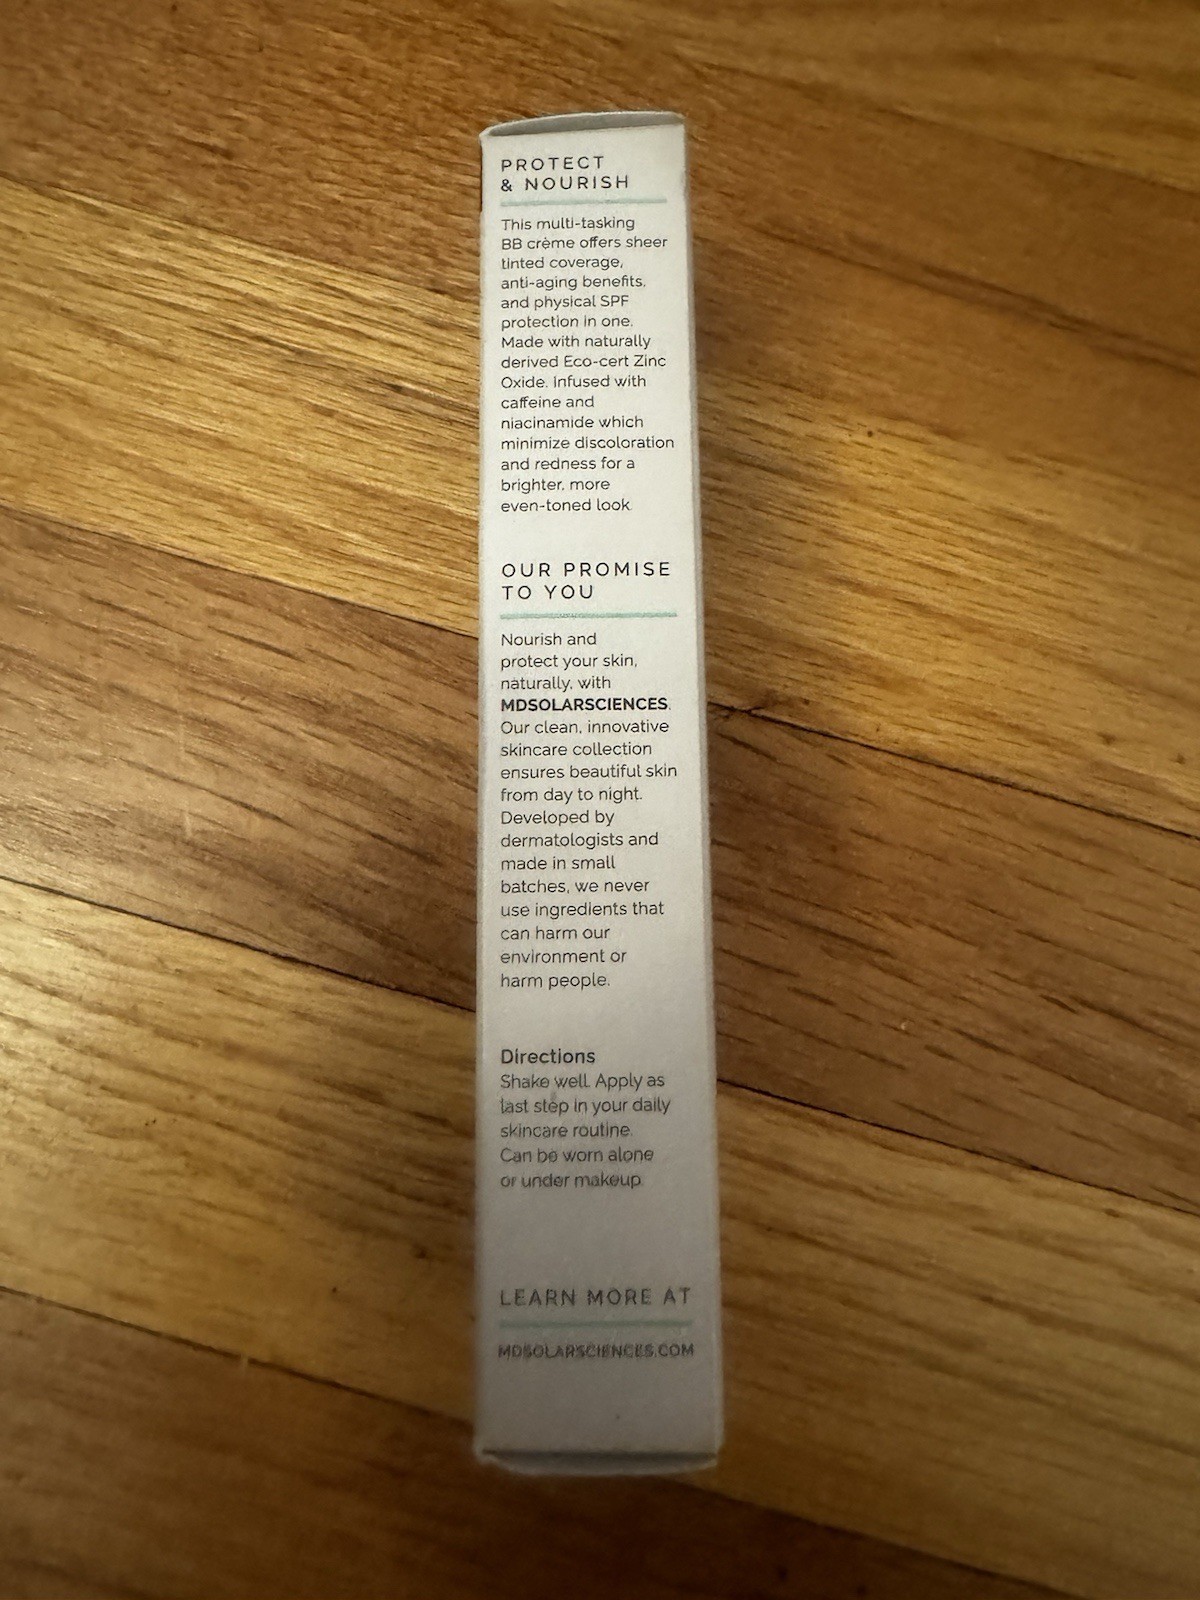 PROTECT
& NOURISH
This multi-tasking
BB crème offers sheer
tinted coverage,
anti-aging benefits,
and physical SPF
protection in one.
Made with naturally
derived Eco-cert Zinc
Oxide. Infused with
caffeine and
niacinamide which
minimize discoloration
and redness for a
brighter, more
even-toned look.
OUR PROMISE
TO YOU
Nourish and
protect your skin,
naturally, with
MDSOLARSCIENCES.
Our clean, innovative
skincare collection
ensures beautiful skin
from day to night.
Developed by
dermatologists and
made in small
batches, we never
use ingredients that
can harm our
environment or
harm people.
Directions
Shake well. Apply as
last step in your daily
skincare routine.
Can be worn alone
or under makeup.
LEARN MORE AT
MDSOLARSCIENCES.COM